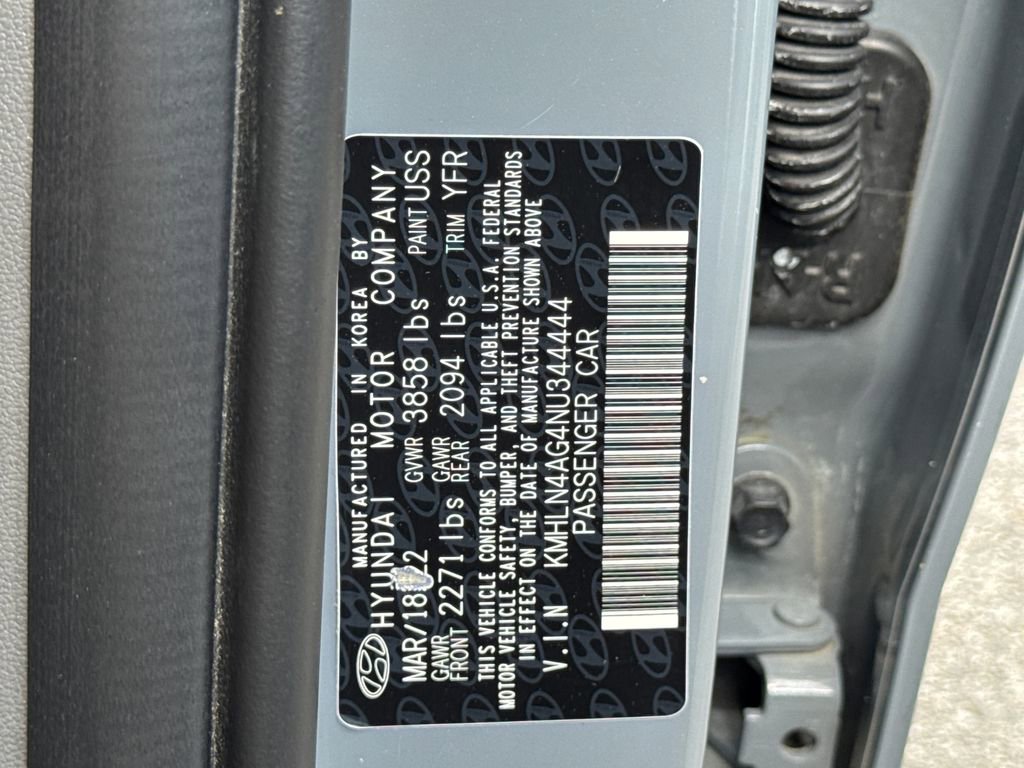 MANUFACTURED IN KOREA BY
HYUNDAI MOTOR COMPANY
MAR/18/22 GVWR 3858 lbs PAINT USS
GAWR FRONT 2271 lbs GAWR REAR 2094 lbs TRIM YFR
THIS VEHICLE CONFORMS TO ALL APPLICABLE U.S.A. FEDERAL
MOTOR VEHICLE SAFETY, BUMPER, AND THEFT PREVENTION STANDARDS
IN EFFECT ON THE DATE OF MANUFACTURE SHOWN ABOVE
V.I.N KMHLN4AG4NU344444
PASSENGER CAR